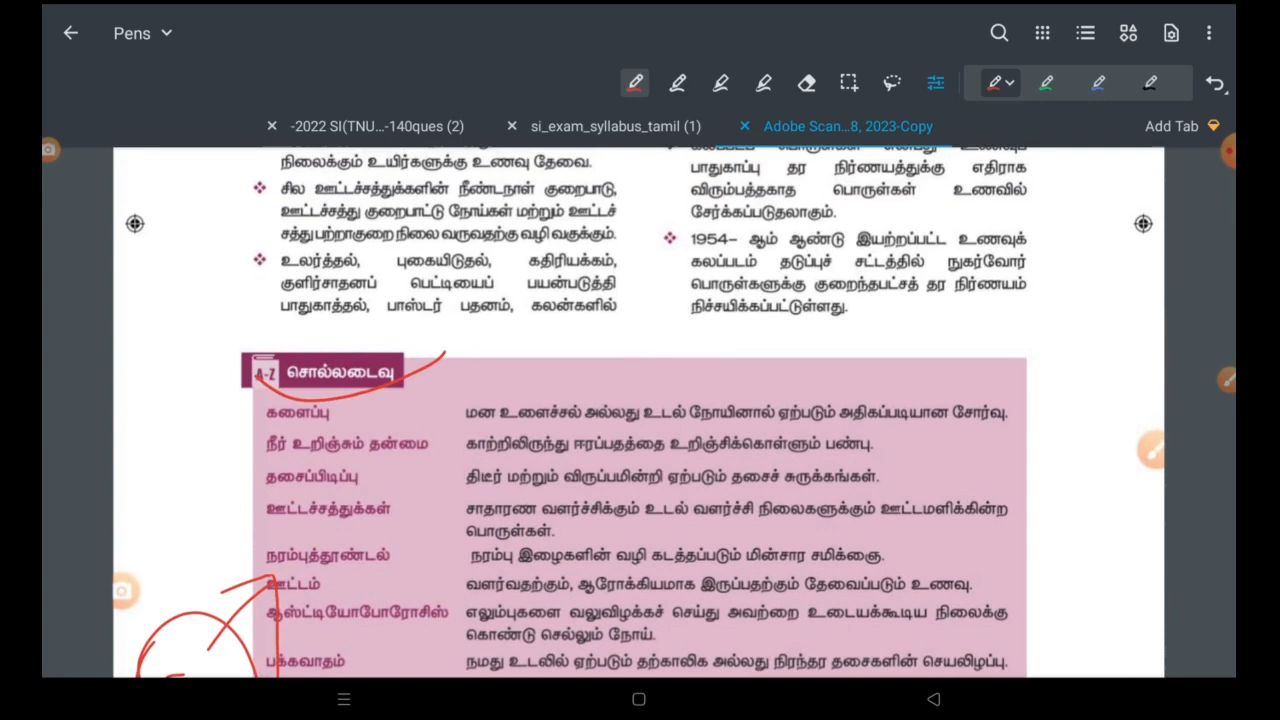 Pens
-2022 SI(TNU...-140ques (2)
si_exam_syllabus_tamil (1)
Adobe Scan...8, 2023-Copy
Add Tab
நிலைக்கும் உயிர்களுக்கு உணவு தேவை.
❖ சில ஊட்டச்சத்துக்களின் நீண்டநாள் குறைபாடு,
ஊட்டச்சத்து குறைபாட்டு நோய்கள் மற்றும் ஊட்டச்
சத்து பற்றாகுறை நிலை வருவதற்கு வழி வகுக்கும்.
❖ உலர்த்தல், புகையிடுதல், கதிரியக்கம்,
குளிர்சாதனப் பெட்டியைப் பயன்படுத்தி
பாதுகாத்தல், பாஸ்டர் பதனம், கலன்களில்
பாதுகாப்பு தர நிர்ணயத்துக்கு எதிராக
விரும்பத்தகாத பொருள்கள் உணவில்
சேர்க்கப்படுதலாகும்.
❖ 1954– ஆம் ஆண்டு இயற்றப்பட்ட உணவுக்
கலப்படம் தடுப்புச் சட்டத்தில் நுகர்வோர்
பொருள்களுக்கு குறைந்தபட்சத் தர நிர்ணயம்
நிச்சயிக்கப்பட்டுள்ளது.
A-Z சொல்லடைவு
களைப்பு மன உளைச்சல் அல்லது உடல் நோயினால் ஏற்படும் அதிகப்படியான சோர்வு.
நீர் உறிஞ்சும் தன்மை காற்றிலிருந்து ஈரப்பதத்தை உறிஞ்சிக்கொள்ளும் பண்பு.
தசைப்பிடிப்பு திடீர் மற்றும் விருப்பமின்றி ஏற்படும் தசைச் சுருக்கங்கள்.
ஊட்டச்சத்துக்கள் சாதாரண வளர்ச்சிக்கும் உடல் வளர்ச்சி நிலைகளுக்கும் ஊட்டமளிக்கின்ற
பொருள்கள்.
நரம்புத்தூண்டல் நரம்பு இழைகளின் வழி கடத்தப்படும் மின்சார சமிக்ஞை.
ஊட்டம் வளர்வதற்கும், ஆரோக்கியமாக இருப்பதற்கும் தேவைப்படும் உணவு.
ஆஸ்ட்டியோபோரோசிஸ் எலும்புகளை வலுவிழக்கச் செய்து அவற்றை உடையக்கூடிய நிலைக்கு
கொண்டு செல்லும் நோய்.
பக்கவாதம் நமது உடலில் ஏற்படும் தற்காலிக அல்லது நிரந்தர தசைகளின் செயலிழப்பு.